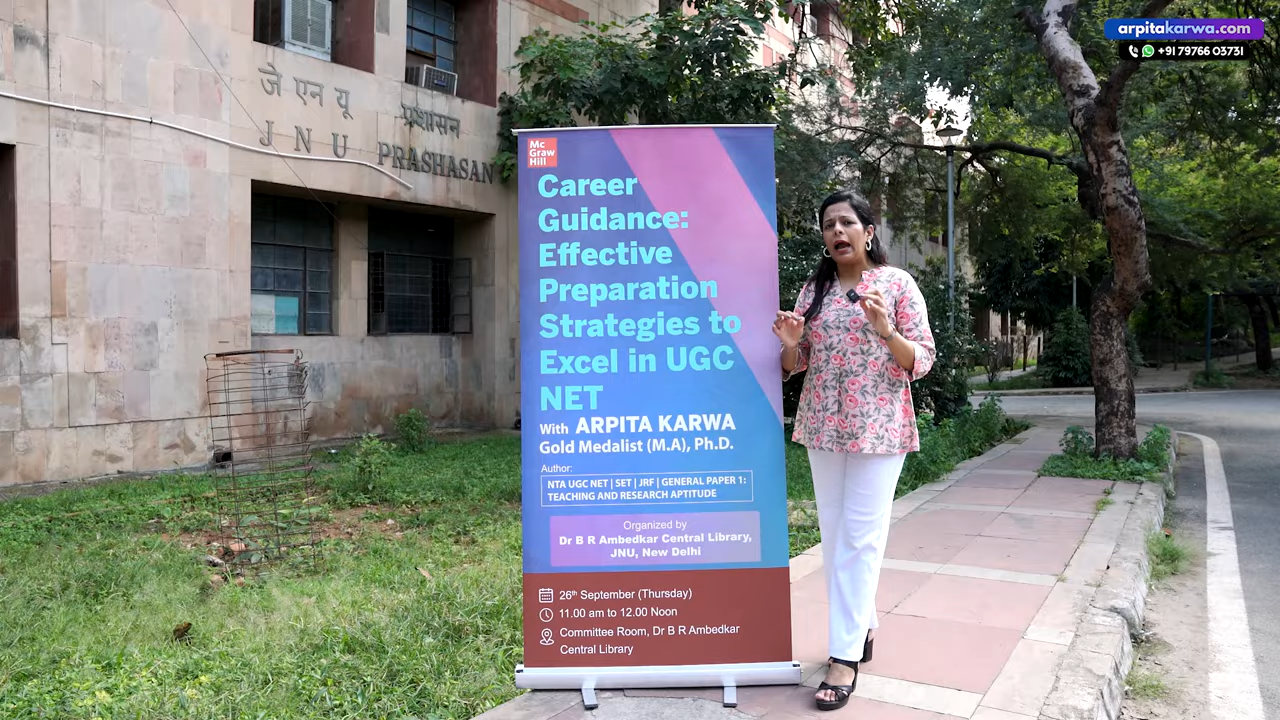 arpitakarwa.com
+91 79766 03731
जे एन यू प्रशासन
J N U PRASHASAN
Mc
Graw
Hill
Career
Guidance:
Effective
Preparation
Strategies to
Excel in UGC
NET
With ARPITA KARWA
Gold Medalist (M.A), Ph.D.
Author:
NTA UGC NET | SET | JRF | GENERAL PAPER 1:
TEACHING AND RESEARCH APTITUDE
Organized by
Dr B R Ambedkar Central Library,
JNU, New Delhi
26th September (Thursday)
11.00 am to 12.00 Noon
Committee Room, Dr B R Ambedkar
Central Library